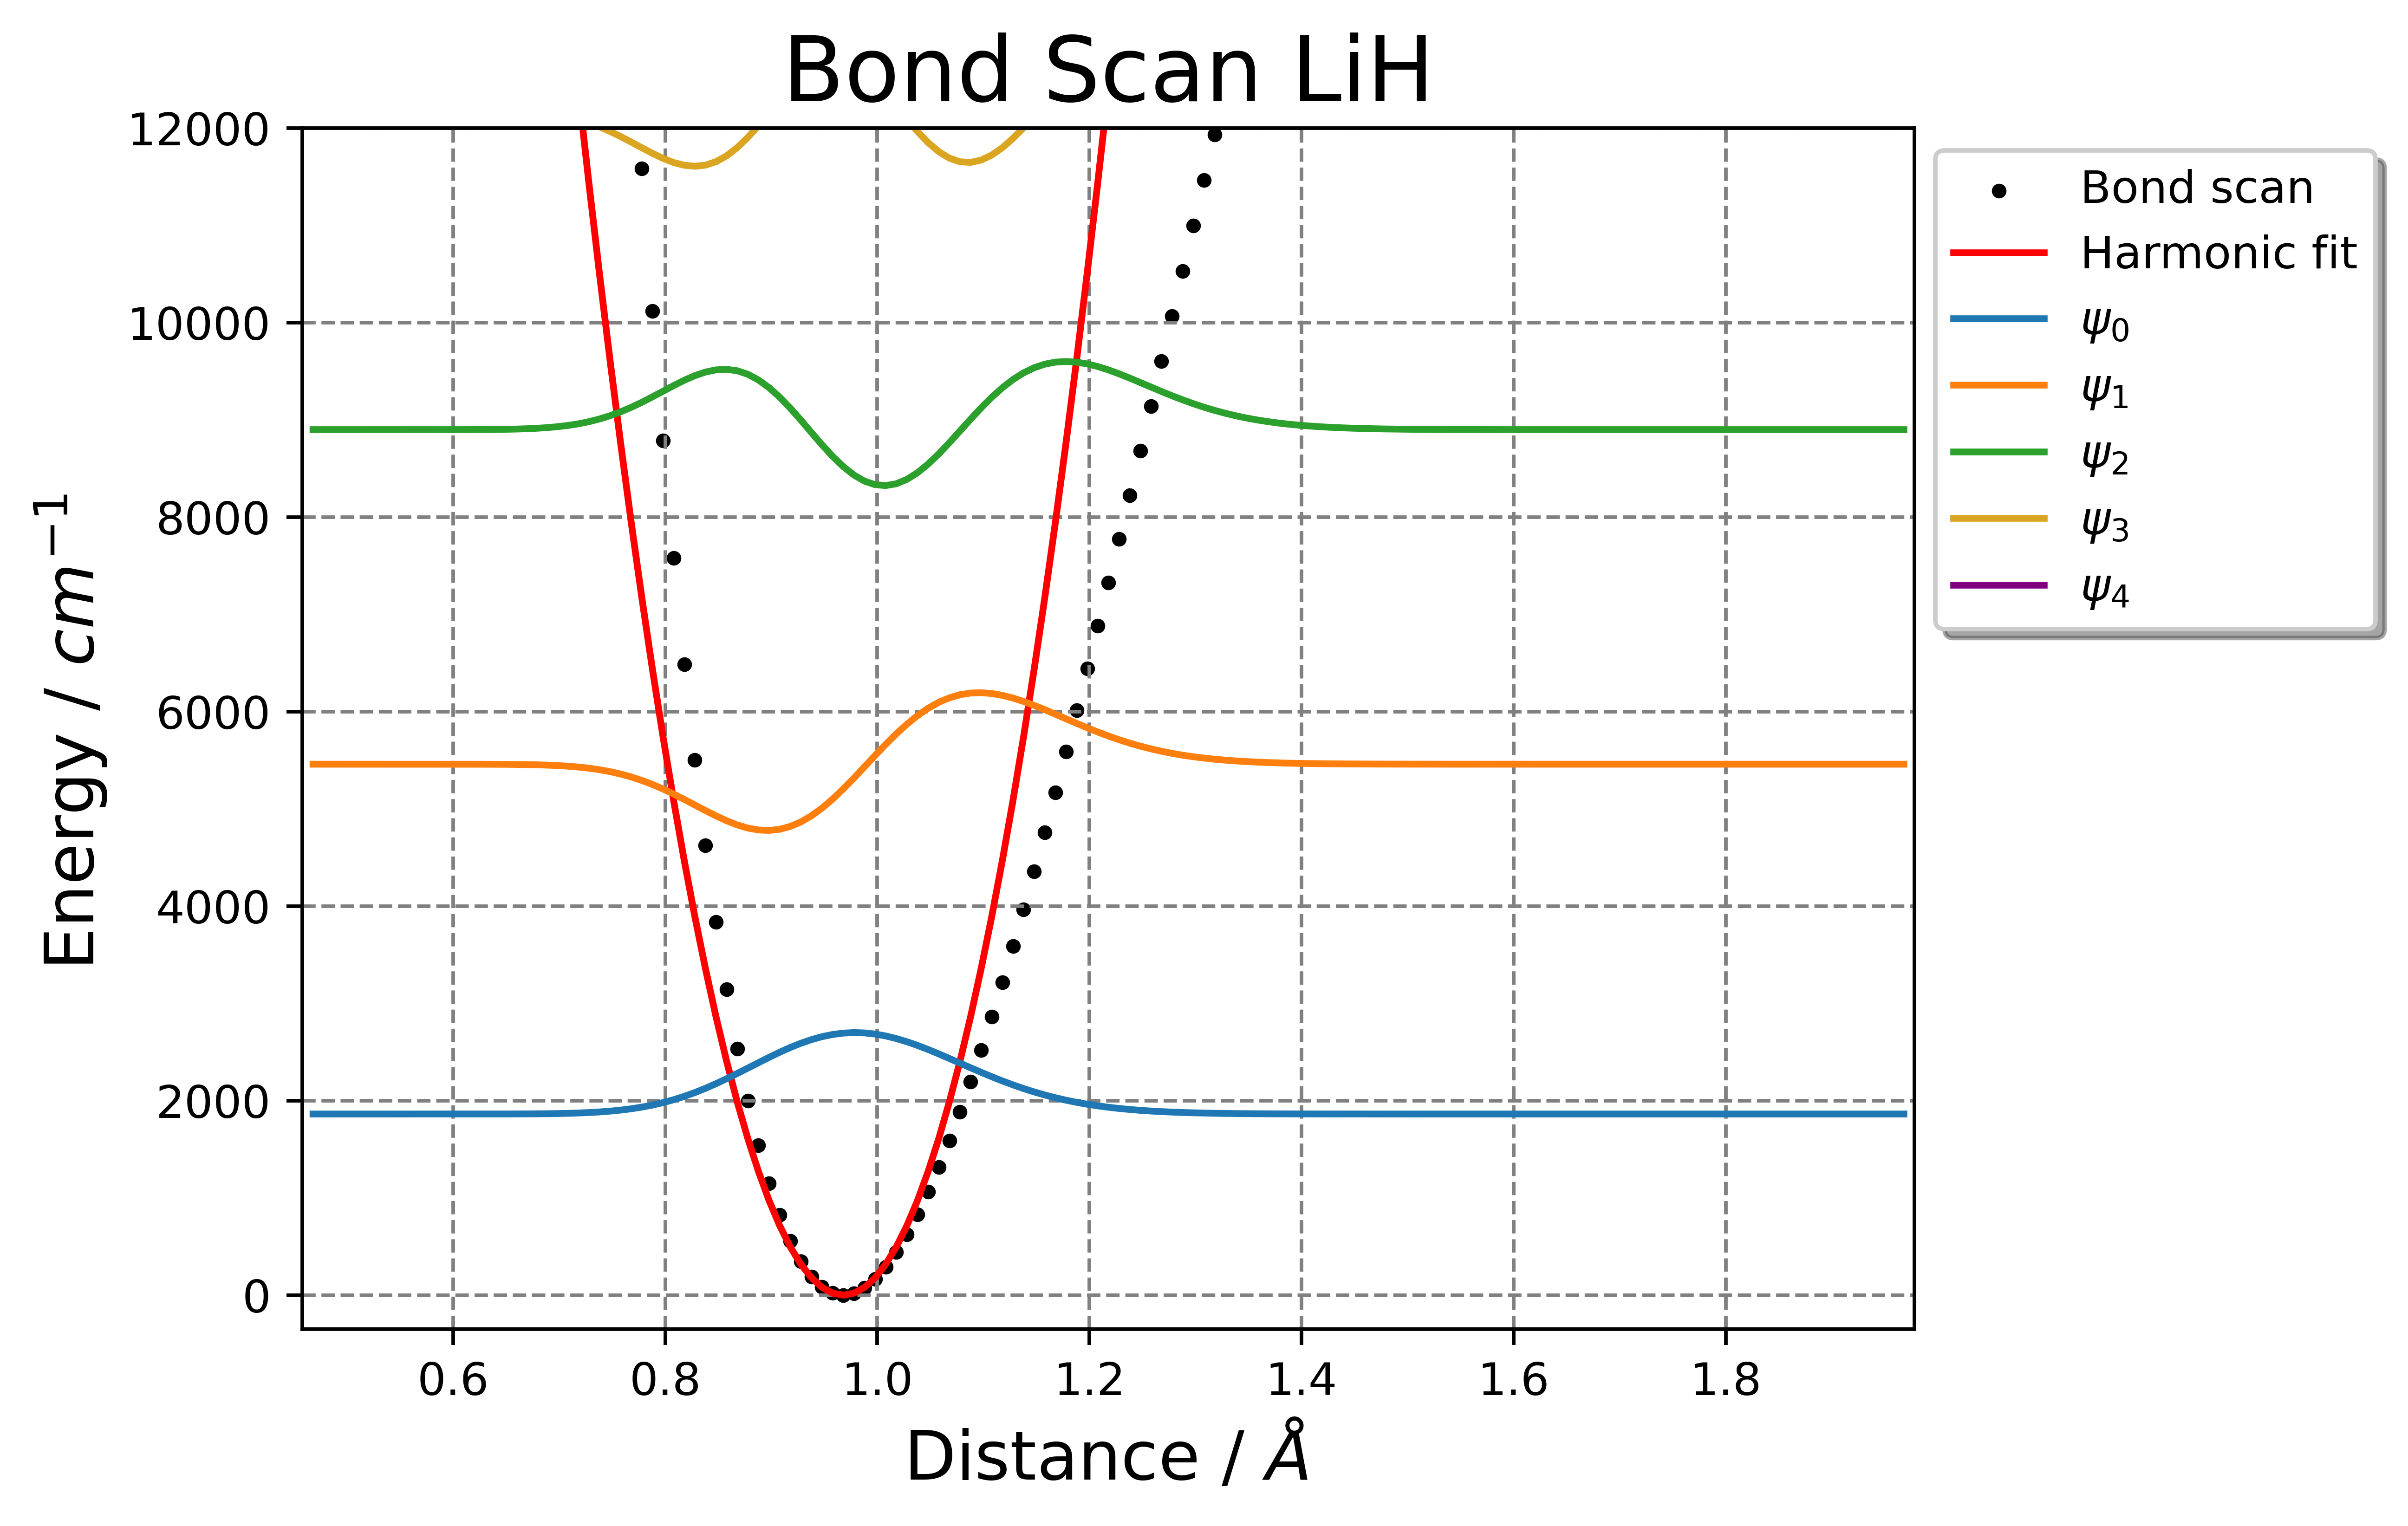 Bond Scan LiH
12000
10000
8000
6000
4000
2000
0
Energy / cm⁻¹
0.6 0.8 1.0 1.2 1.4 1.6 1.8
Distance / Å
Bond scan
Harmonic fit
ψ₀
ψ₁
ψ₂
ψ₃
ψ₄